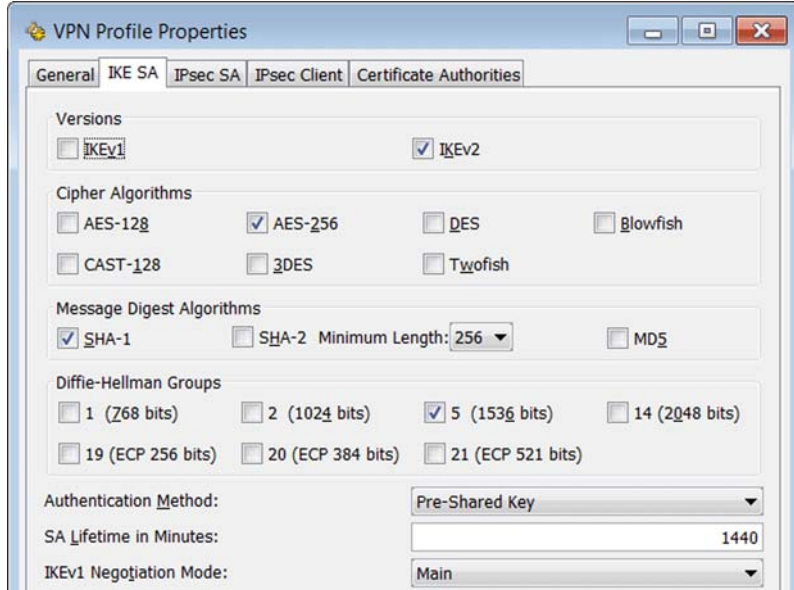 VPN Profile Properties
General IKE SA IPsec SA IPsec Client Certificate Authorities
Versions
IKEv1 IKEv2
Cipher Algorithms
AES-128 AES-256 DES Blowfish
CAST-128 3DES Twofish
Message Digest Algorithms
SHA-1 SHA-2 Minimum Length: 256 MD5
Diffie-Hellman Groups
1 (768 bits) 2 (1024 bits) 5 (1536 bits) 14 (2048 bits)
19 (ECP 256 bits) 20 (ECP 384 bits) 21 (ECP 521 bits)
Authentication Method: Pre-Shared Key
SA Lifetime in Minutes: 1440
IKEv1 Negotiation Mode: Main